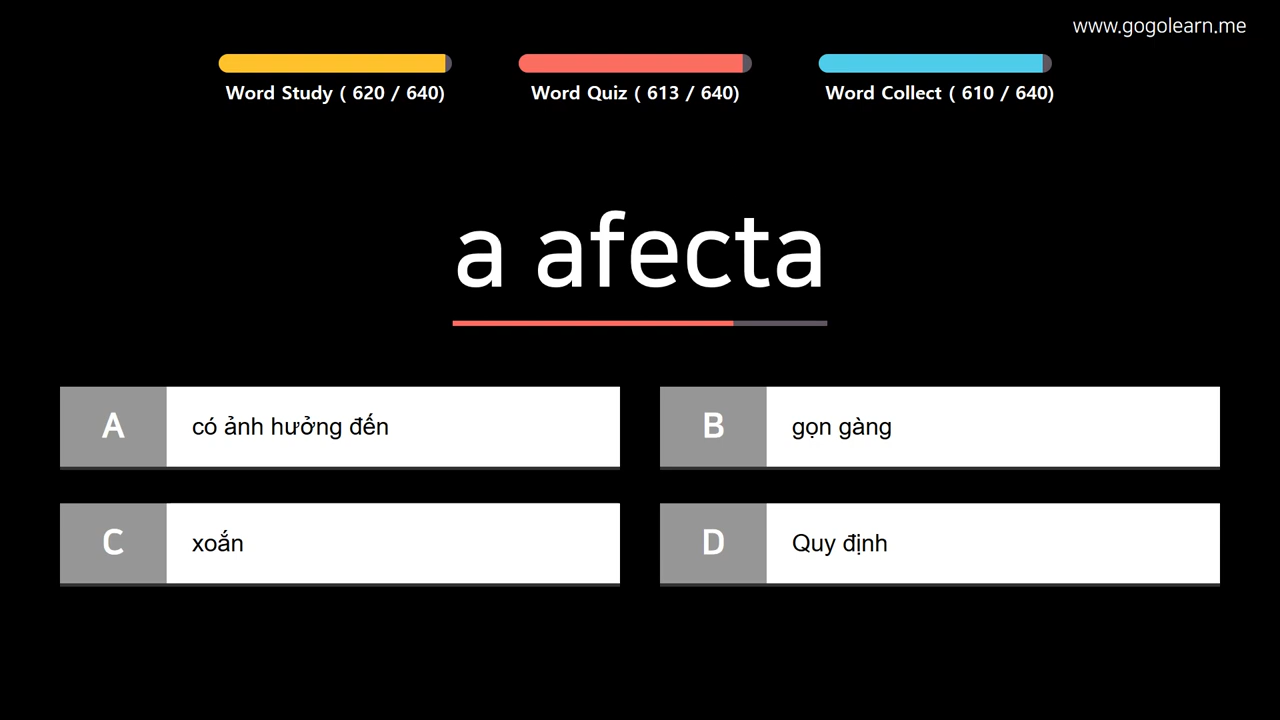 www.gogolearn.me
Word Study ( 620 / 640)
Word Quiz ( 613 / 640)
Word Collect ( 610 / 640)
a afecta
A
có ảnh hưởng đến
B
gọn gàng
C
xoắn
D
Quy định